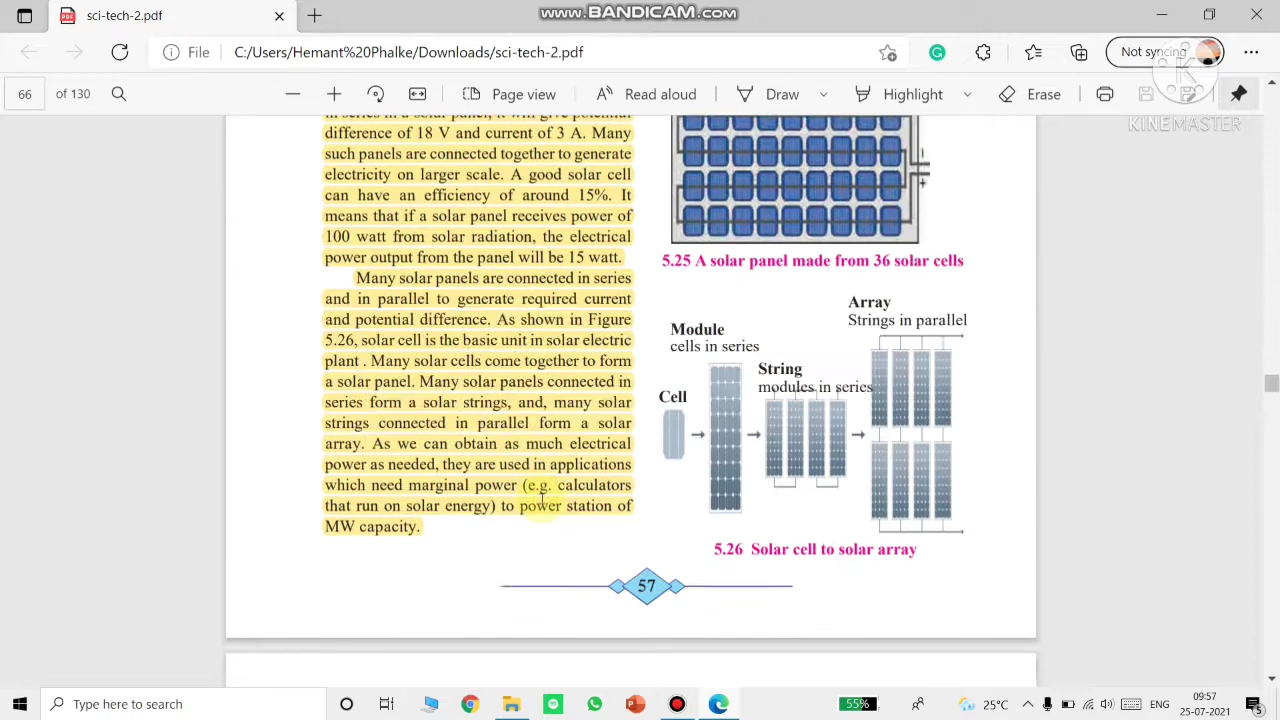 www.BANDICAM.com
sci-tech-2.pdf
File
C:/Users/Hemant%20Phalke/Downloads/sci-tech-2.pdf
Not syncing
66 of 130
Page view
Read aloud
Draw
Highlight
Erase
KINEMASTER
difference of 18 V and current of 3 A. Many
such panels are connected together to generate
electricity on larger scale. A good solar cell
can have an efficiency of around 15%. It
means that if a solar panel receives power of
100 watt from solar radiation, the electrical
power output from the panel will be 15 watt.
Many solar panels are connected in series
and in parallel to generate required current
and potential difference. As shown in Figure
5.26, solar cell is the basic unit in solar electric
plant . Many solar cells come together to form
a solar panel. Many solar panels connected in
series form a solar strings, and, many solar
strings connected in parallel form a solar
array. As we can obtain as much electrical
power as needed, they are used in applications
which need marginal power (e.g. calculators
that run on solar energy) to power station of
MW capacity.
5.25 A solar panel made from 36 solar cells
Array
Strings in parallel
Module
cells in series
String
modules in series
Cell
5.26 Solar cell to solar array
57
Type here to search
55%
25°C
ENG
09:57
25-07-2021
5